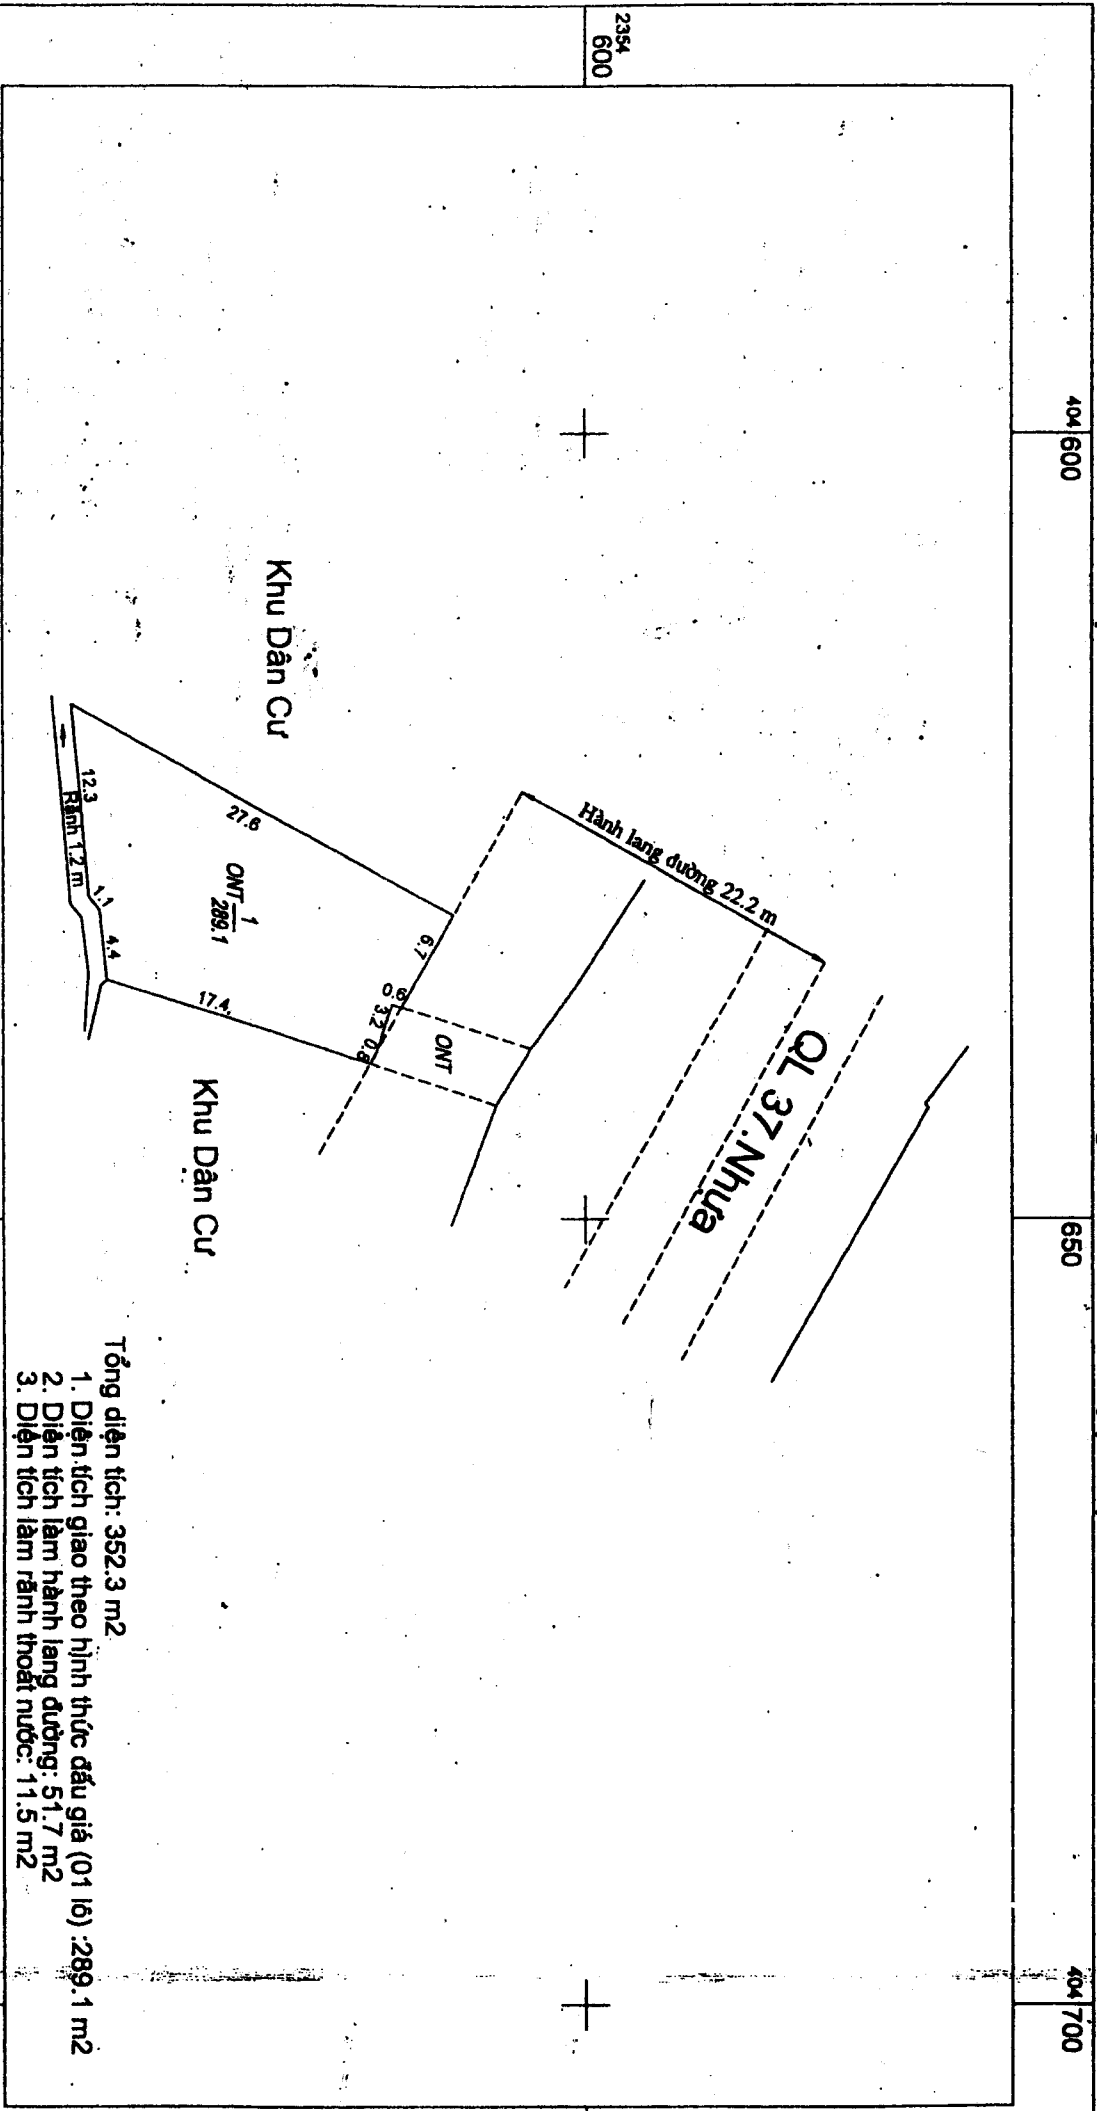 404 600
650
404 700
2354
600
QL 37.Nhựa
Hành lang đường 22.2 m
Khu Dân Cư
27.6
6.7
0.6
3.2
0.8
ONT
ONT 1
289.1
17.4
12.3
1.1
4.4
Rãnh 1.2 m
Khu Dân Cư
Tổng diện tích: 352.3 m2
1. Diện tích giao theo hình thức đấu giá (01 lô) :289.1 m2
2. Diện tích làm hành lang đường: 51.7 m2
3. Diện tích làm rãnh thoát nước: 11.5 m2